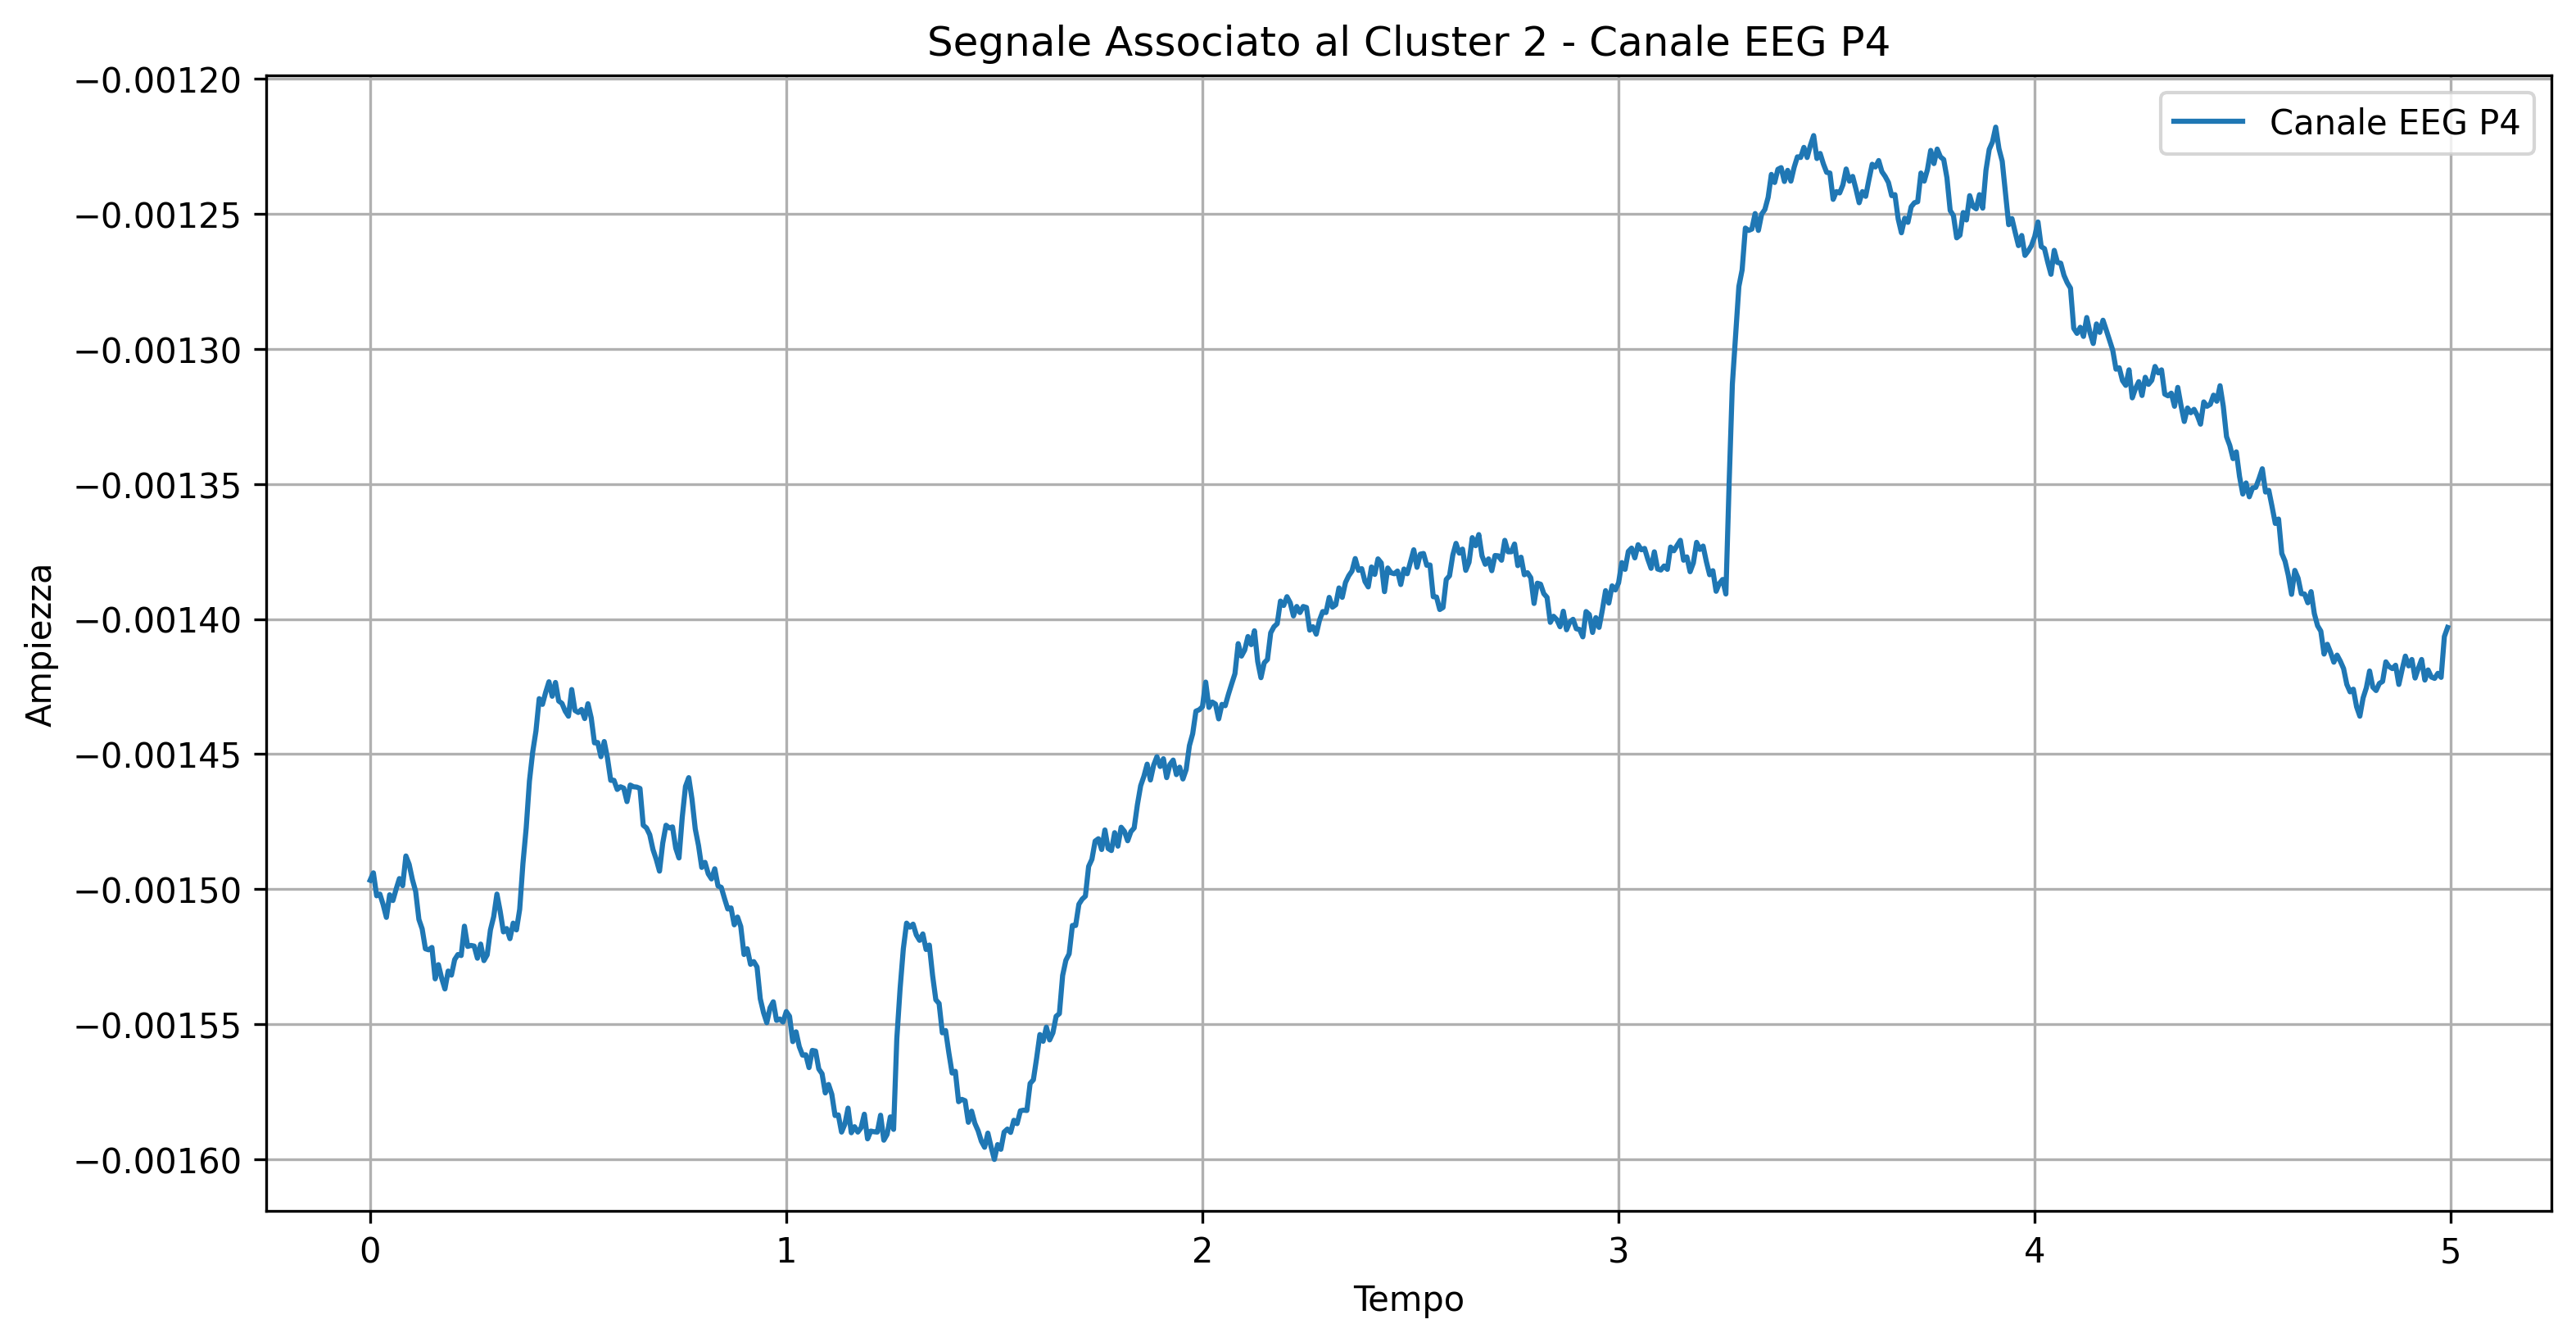 Segnale Associato al Cluster 2 - Canale EEG P4
Canale EEG P4
−0.00120
−0.00125
−0.00130
−0.00135
−0.00140
−0.00145
−0.00150
−0.00155
−0.00160
Ampiezza
0 1 2 3 4 5
Tempo